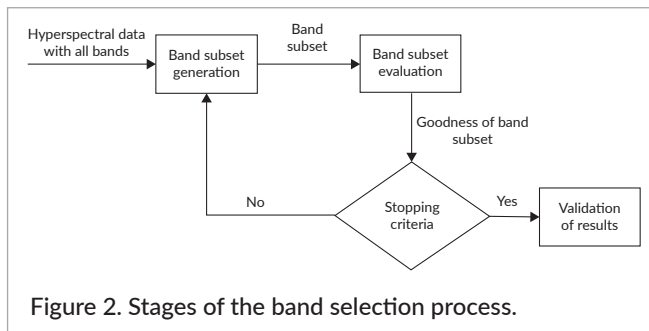 Hyperspectral data
with all bands
Band subset
generation
Band
subset
Band subset
evaluation
Goodness of band
subset
Stopping
criteria
No
Yes
Validation
of results
Figure 2. Stages of the band selection process.